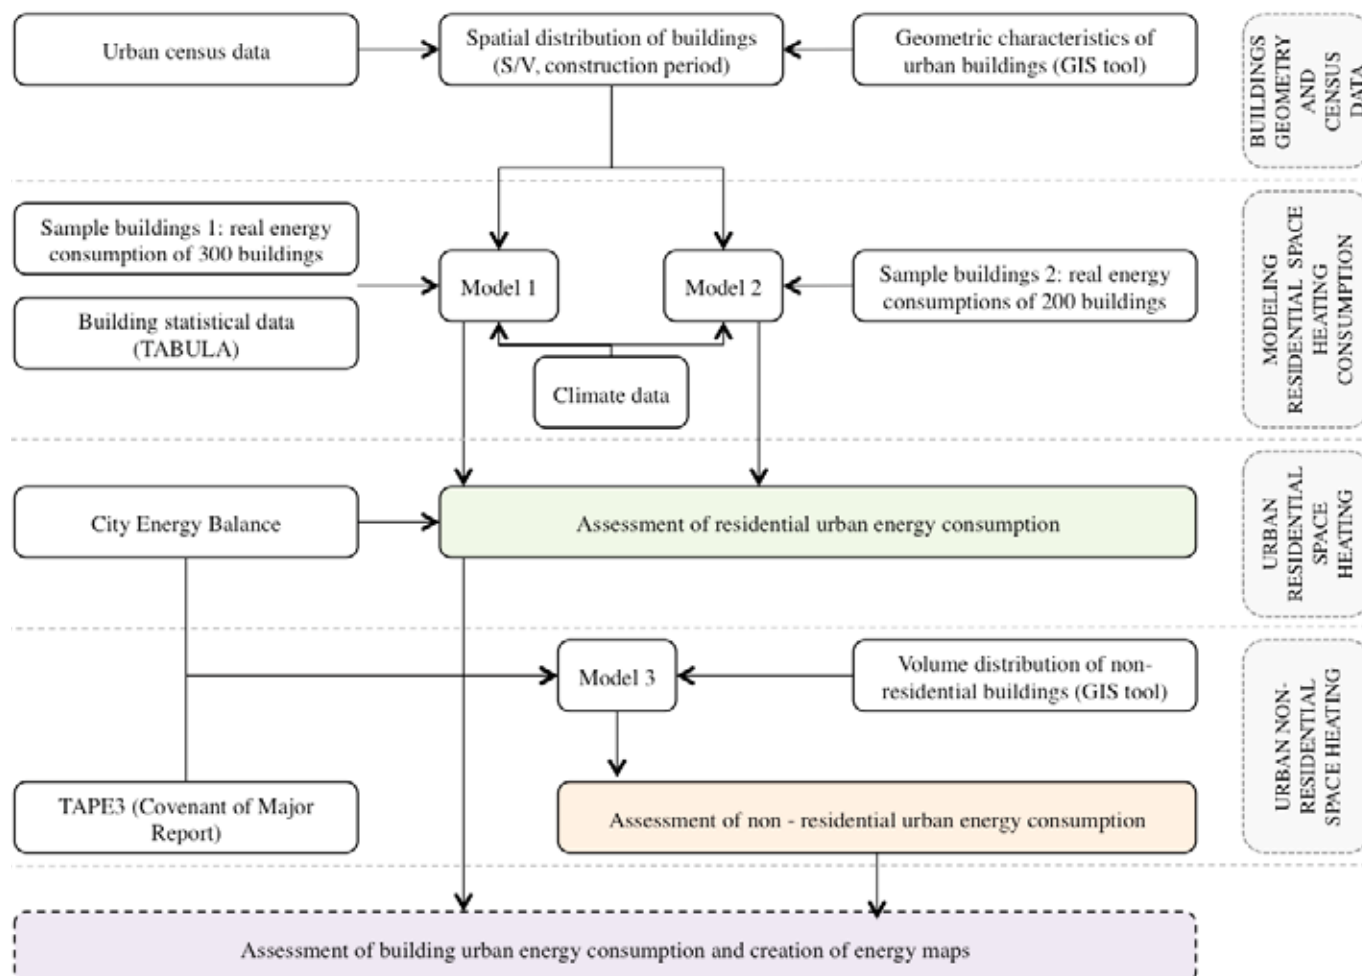 Urban census data
Spatial distribution of buildings
(S/V, construction period)
Geometric characteristics of
urban buildings (GIS tool)
BUILDINGS
GEOMETRY
AND
CENSUS
DATA
Sample buildings 1: real energy
consumption of 300 buildings
Building statistical data
(TABULA)
Model 1
Model 2
Sample buildings 2: real energy
consumptions of 200 buildings
Climate data
MODELING
RESIDENTIAL SPACE
HEATING
CONSUMPTION
City Energy Balance
Assessment of residential urban energy consumption
URBAN
RESIDENTIAL
SPACE
HEATING
Model 3
Volume distribution of non-
residential buildings (GIS tool)
TAPE3 (Covenant of Major
Report)
Assessment of non - residential urban energy consumption
URBAN NON-
RESIDENTIAL
SPACE HEATING
Assessment of building urban energy consumption and creation of energy maps